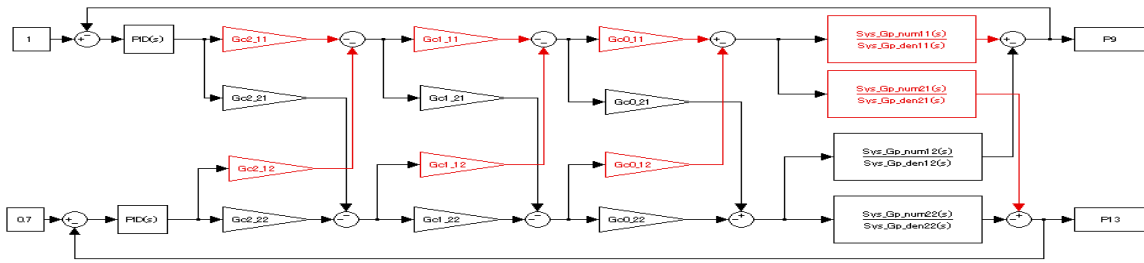 1
PID(s)
Gc2_11
Gc1_11
Gc0_11
Sys_Gp_num11(s)
Sys_Gp_den11(s)
P9
Gc2_21
Gc1_21
Gc0_21
Sys_Gp_num21(s)
Sys_Gp_den21(s)
Gc2_12
Gc1_12
Gc0_12
Sys_Gp_num12(s)
Sys_Gp_den12(s)
0.7
PID(s)
Gc2_22
Gc1_22
Gc0_22
Sys_Gp_num22(s)
Sys_Gp_den22(s)
P13